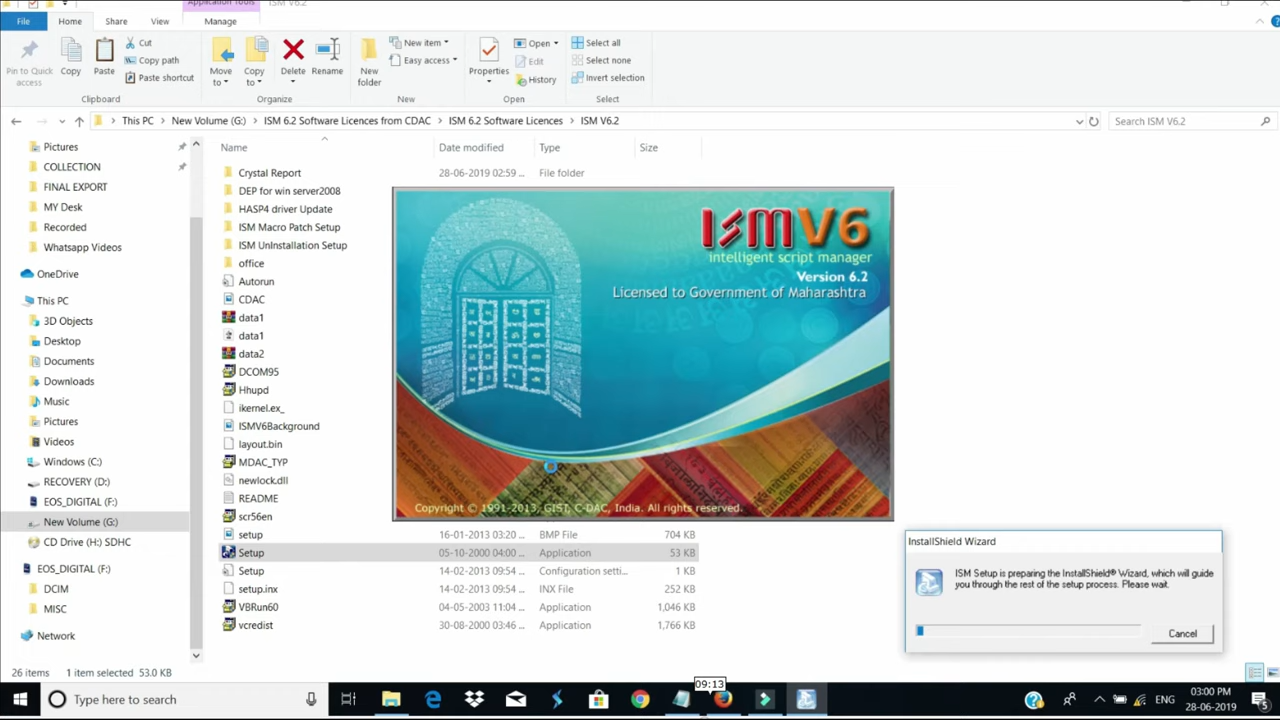 Application Tools
ISM V6.2
File
Home
Share
View
Manage
Pin to Quick access
Copy
Paste
Cut
Copy path
Paste shortcut
Clipboard
Move to
Copy to
Delete
Rename
Organize
New folder
New item
Easy access
New
Properties
Open
Edit
History
Open
Select all
Select none
Invert selection
Select
This PC > New Volume (G:) > ISM 6.2 Software Licences from CDAC > ISM 6.2 Software Licences > ISM V6.2
Search ISM V6.2
Pictures
COLLECTION
FINAL EXPORT
MY Desk
Recorded
Whatsapp Videos
OneDrive
This PC
3D Objects
Desktop
Documents
Downloads
Music
Pictures
Videos
Windows (C:)
RECOVERY (D:)
EOS_DIGITAL (F:)
New Volume (G:)
CD Drive (H:) SDHC
EOS_DIGITAL (F:)
DCIM
MISC
Network
Name Date modified Type Size
Crystal Report 28-06-2019 02:59 ... File folder
DEP for win server2008
HASP4 driver Update
ISM Macro Patch Setup
ISM UnInstallation Setup
office
Autorun
CDAC
data1
data1
data2
DCOM95
Hhupd
ikernel.ex_
ISMV6Background
layout.bin
MDAC_TYP
newlock.dll
README
scr56en
setup 16-01-2013 03:20 ... BMP File 704 KB
Setup 05-10-2000 04:00 ... Application 53 KB
Setup 14-02-2013 09:54 ... Configuration setti... 1 KB
setup.inx 14-02-2013 09:54 ... INX File 252 KB
VBRun60 04-05-2003 11:04 ... Application 1,046 KB
vcredist 30-08-2000 03:46 ... Application 1,766 KB
ISMV6
intelligent script manager
Version 6.2
Licensed to Government of Maharashtra
Copyright © 1991-2013, GIST, C-DAC, India. All rights reserved.
InstallShield Wizard
ISM Setup is preparing the InstallShield® Wizard, which will guide
you through the rest of the setup process. Please wait.
Cancel
26 items 1 item selected 53.0 KB
09:13
Type here to search
ENG
03:00 PM
28-06-2019
5